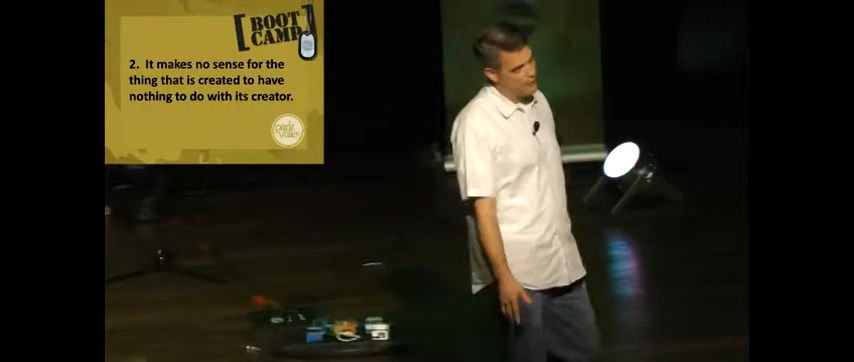 [BOOT
CAMP]
2. It makes no sense for the
thing that is created to have
nothing to do with its creator.
park
valley